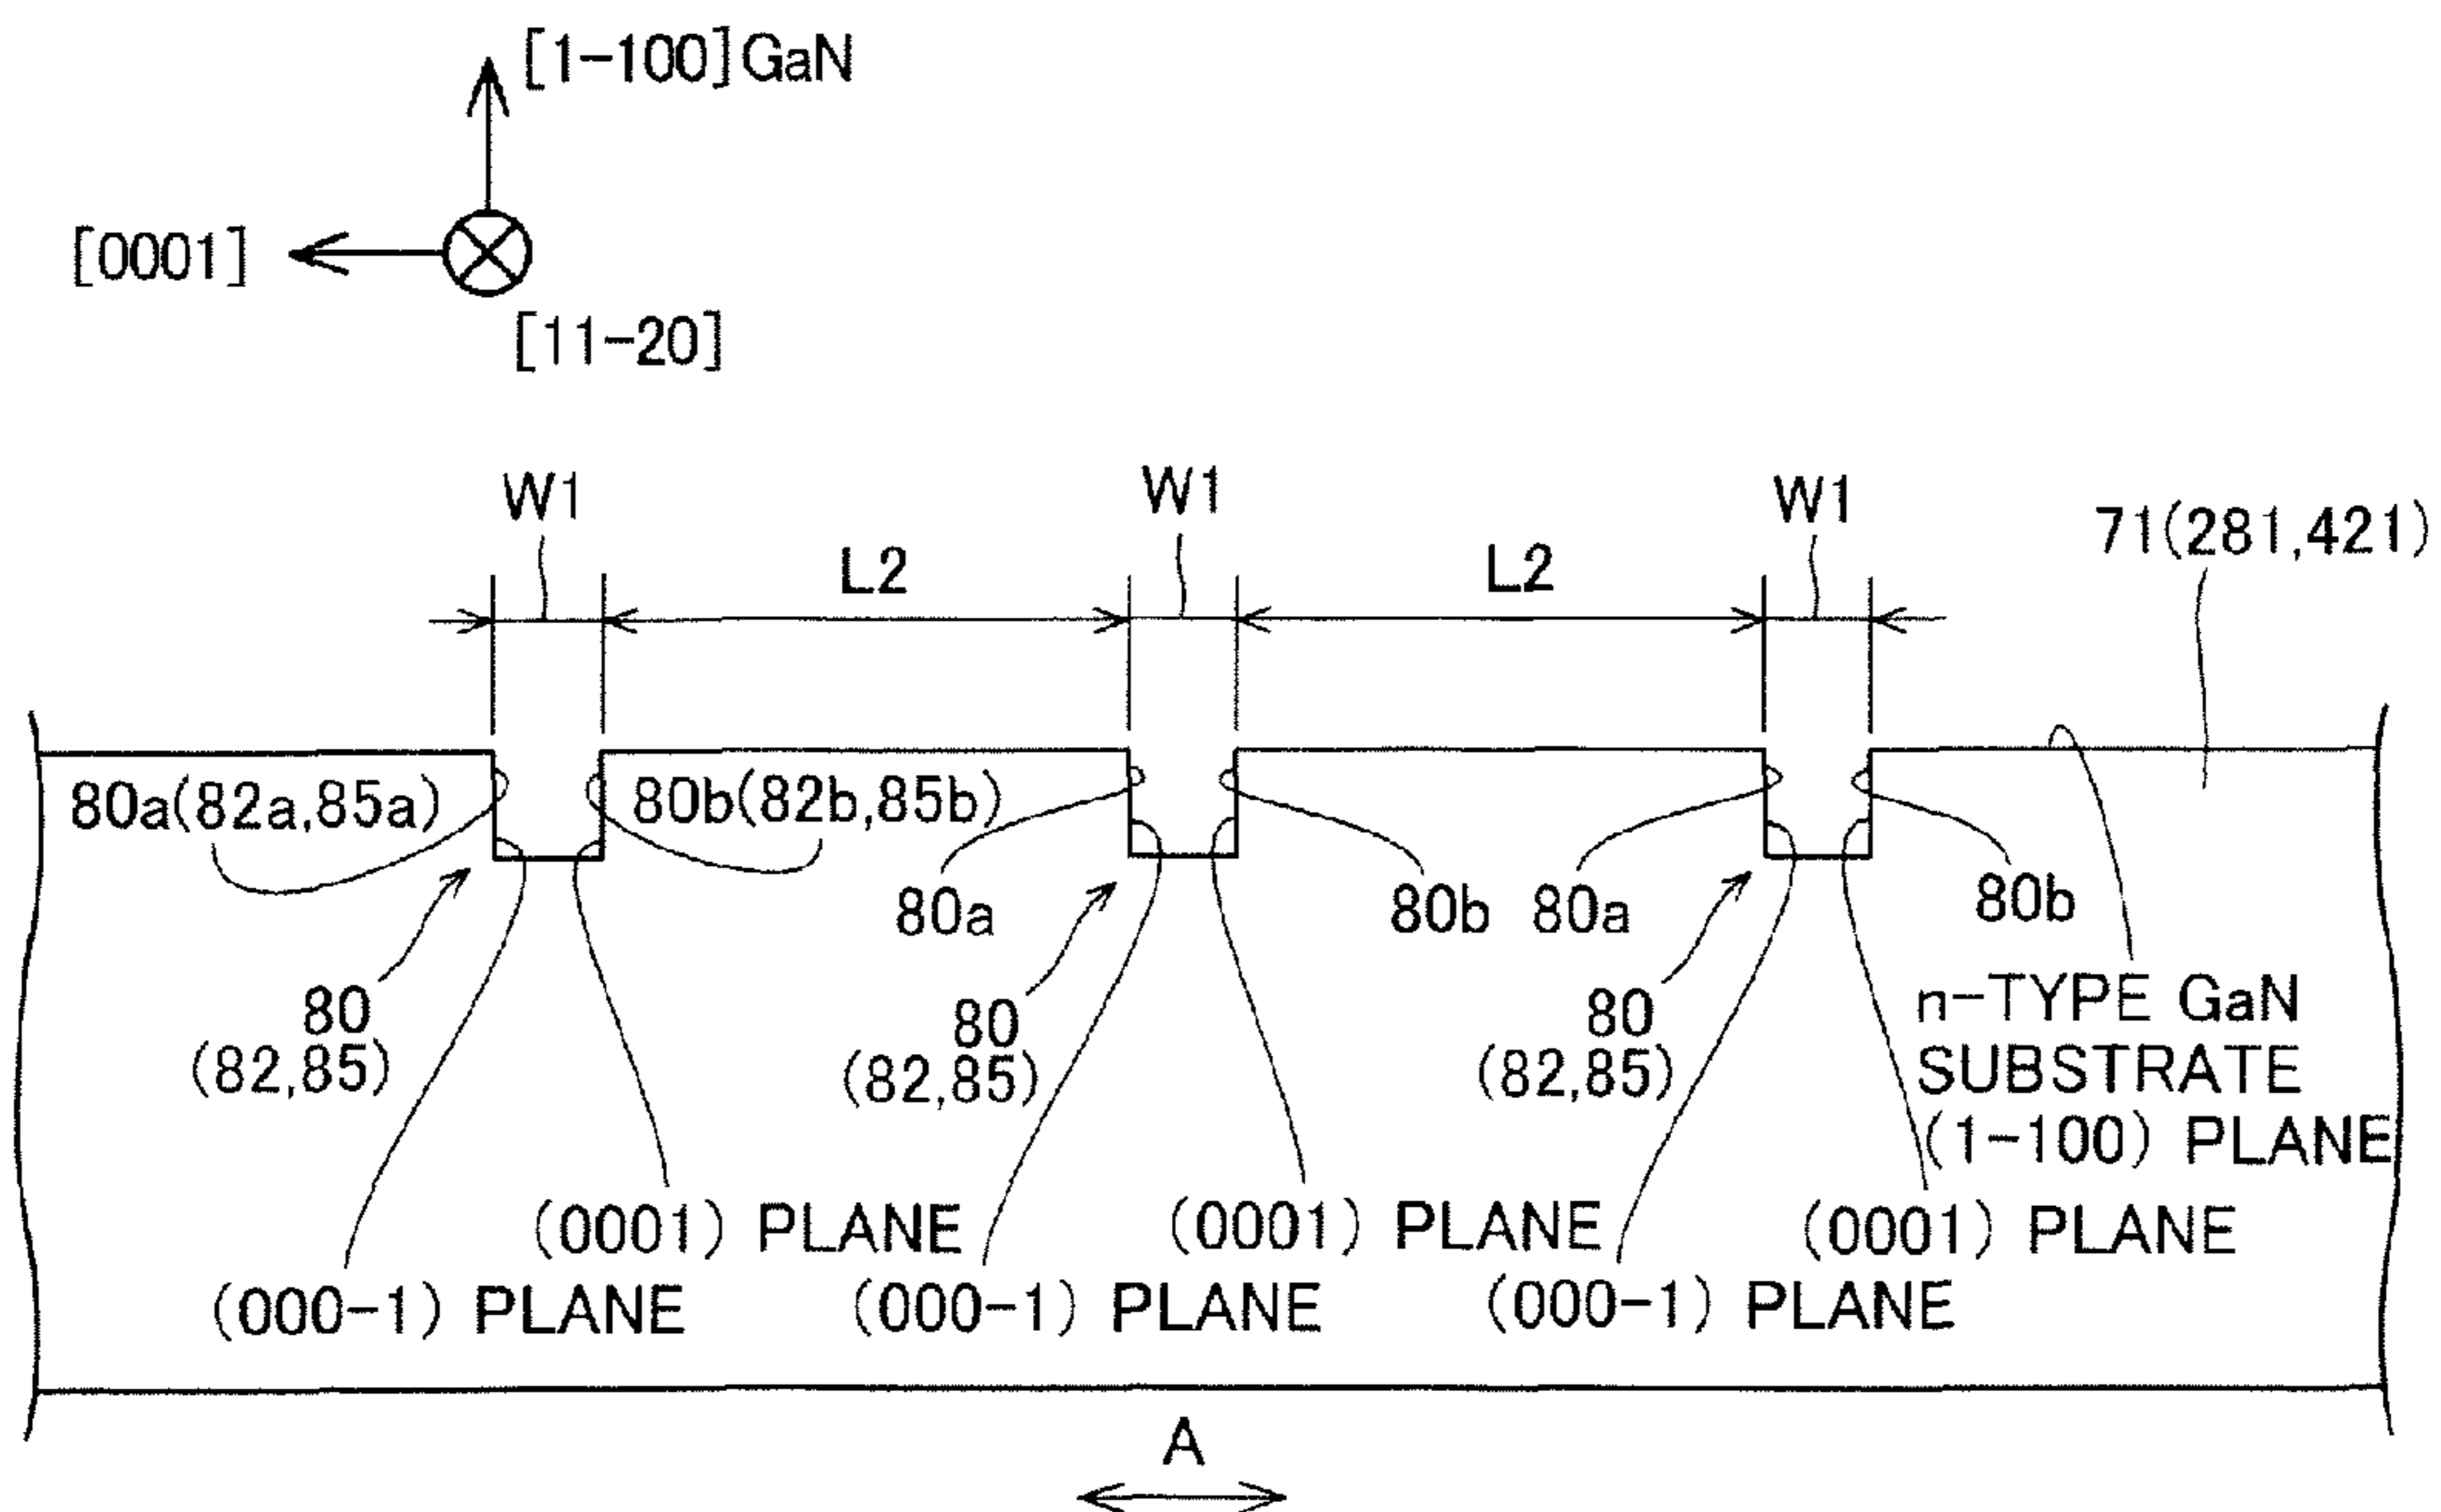 [1-100]GaN
[0001]
[11-20]
W1
W1
W1
L2
L2
71(281,421)
80a(82a,85a)
80b(82b,85b)
80a
80b
80a
80b
80
(82,85)
80
(82,85)
80
(82,85)
n-TYPE GaN
SUBSTRATE
(1-100) PLANE
(0001) PLANE
(0001) PLANE
(0001) PLANE
(000-1) PLANE
(000-1) PLANE
(000-1) PLANE
A